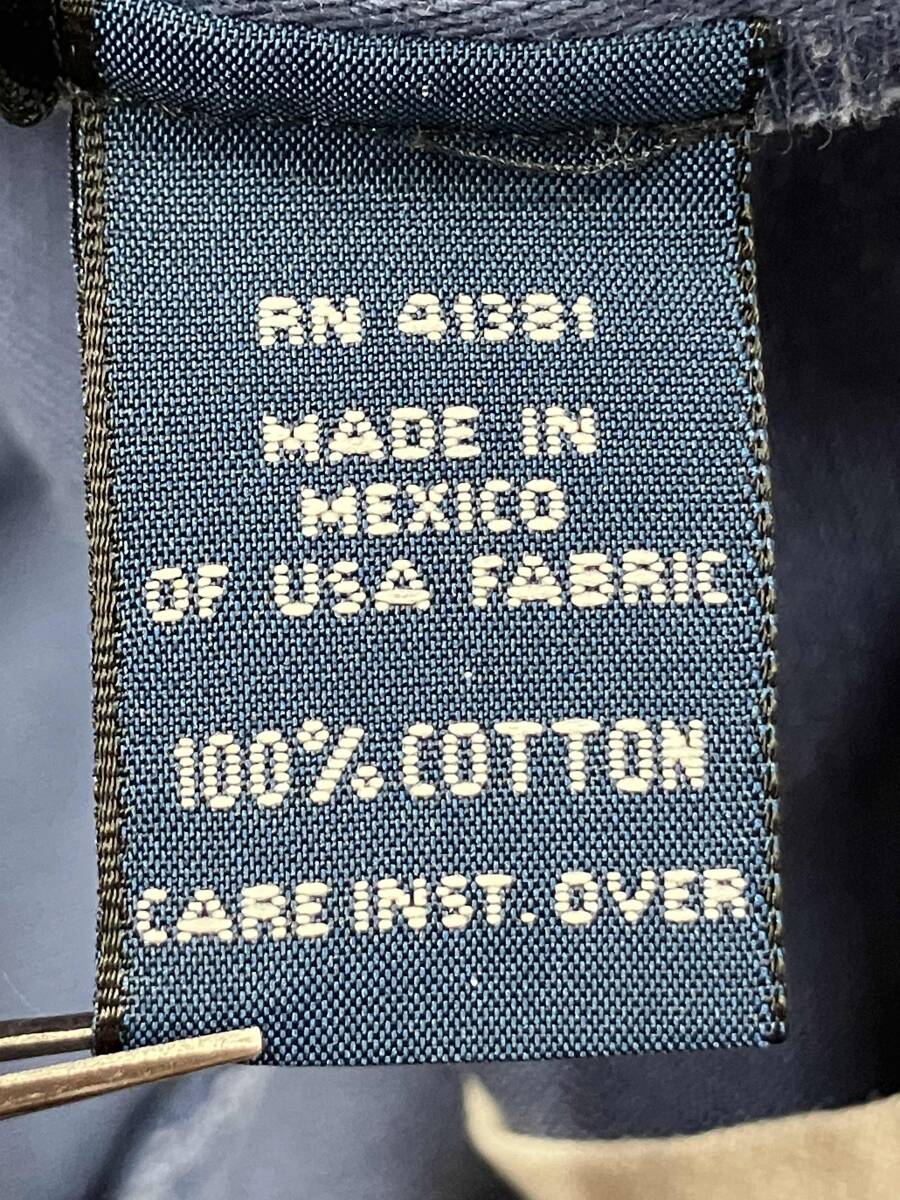 RN 41381
MADE IN
MEXICO
OF USA FABRIC
100% COTTON
CARE INST. OVER